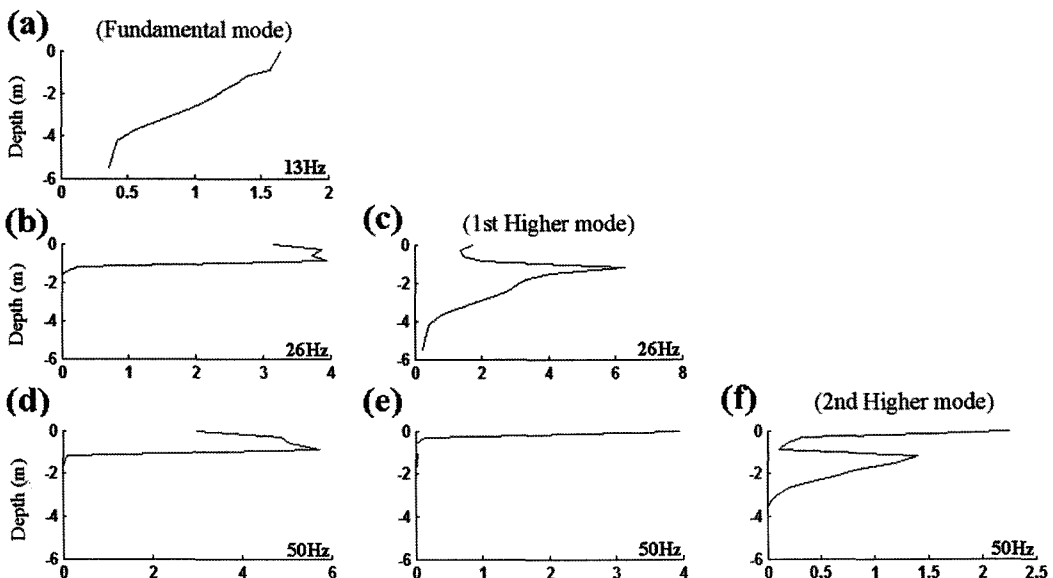 (a)
(Fundamental mode)
Depth (m)
0
-2
-4
-6
13Hz
0 0.5 1 1.5 2
(b)
Depth (m)
0
-2
-4
-6
26Hz
0 1 2 3 4
(c)
(1st Higher mode)
0
-2
-4
-6
26Hz
0 2 4 6 8
(d)
Depth (m)
0
-2
-4
-6
50Hz
0 2 4 6
(e)
0
-2
-4
-6
50Hz
0 1 2 3 4
(f)
(2nd Higher mode)
0
-2
-4
-6
50Hz
0 0.5 1 1.5 2 2.5